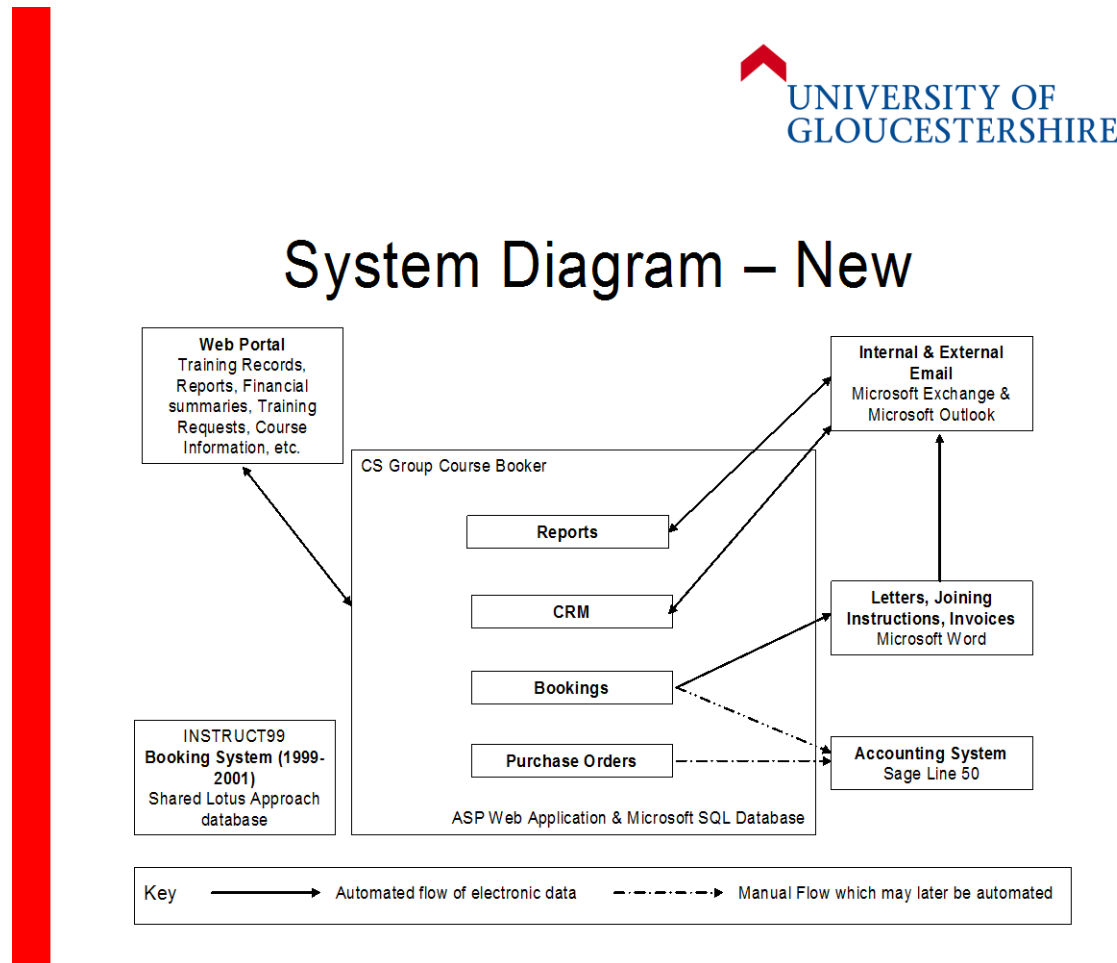 UNIVERSITY OF
GLOUCESTERSHIRE
System Diagram – New
Web Portal
Training Records,
Reports, Financial
summaries, Training
Requests, Course
Information, etc.
Internal & External
Email
Microsoft Exchange &
Microsoft Outlook
CS Group Course Booker
Reports
CRM
Bookings
Purchase Orders
ASP Web Application & Microsoft SQL Database
Letters, Joining
Instructions, Invoices
Microsoft Word
INSTRUCT99
Booking System (1999-
2001)
Shared Lotus Approach
database
Accounting System
Sage Line 50
Key
Automated flow of electronic data
Manual Flow which may later be automated